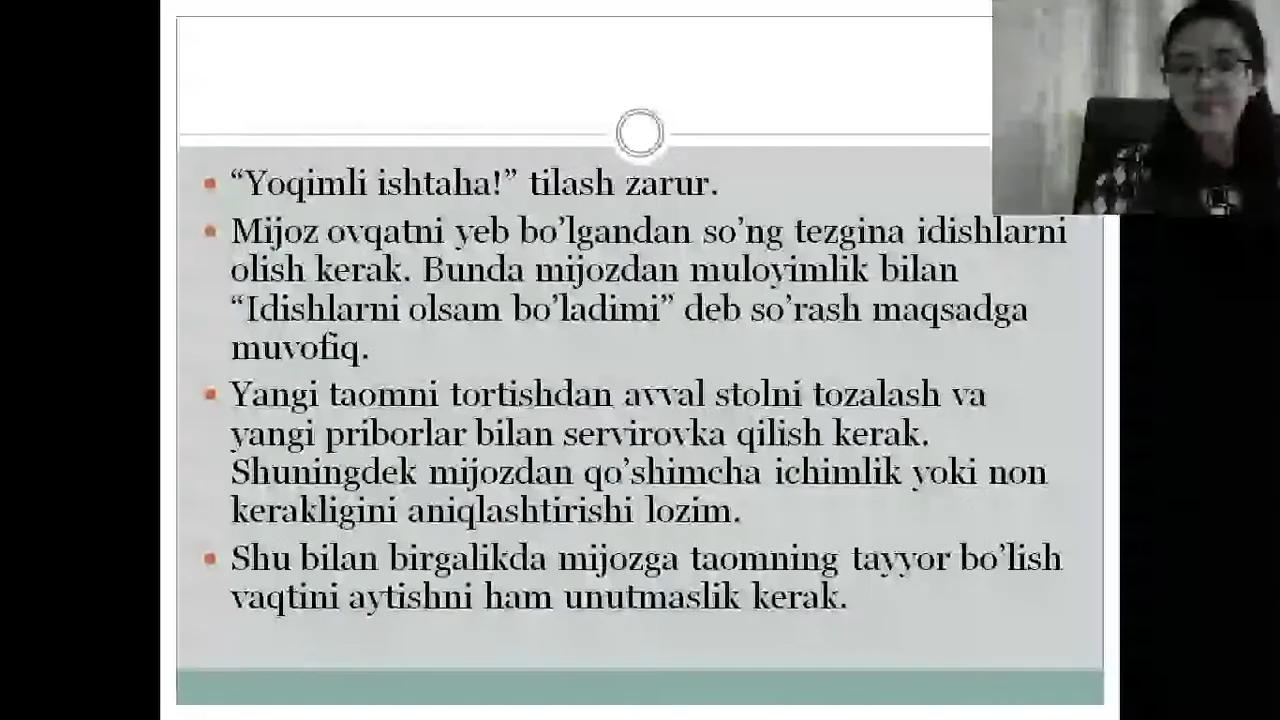 • “Yoqimli ishtaha!” tilash zarur.
• Mijoz ovqatni yeb bo’lgandan so’ng tezgina idishlarni
olish kerak. Bunda mijozdan muloyimlik bilan
“Idishlarni olsam bo’ladimi” deb so’rash maqsadga
muvofiq.
• Yangi taomni tortishdan avval stolni tozalash va
yangi priborlar bilan servirovka qilish kerak.
Shuningdek mijozdan qo’shimcha ichimlik yoki non
kerakligini aniqlashtirishi lozim.
• Shu bilan birgalikda mijozga taomning tayyor bo’lish
vaqtini aytishni ham unutmaslik kerak.